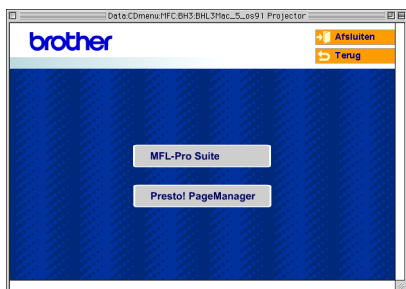 Data:CDmenu:MFC:BH3:BHL3Mac_5_os91 Projector
brother
Afsluiten
Terug
MFL-Pro Suite
Presto! PageManager